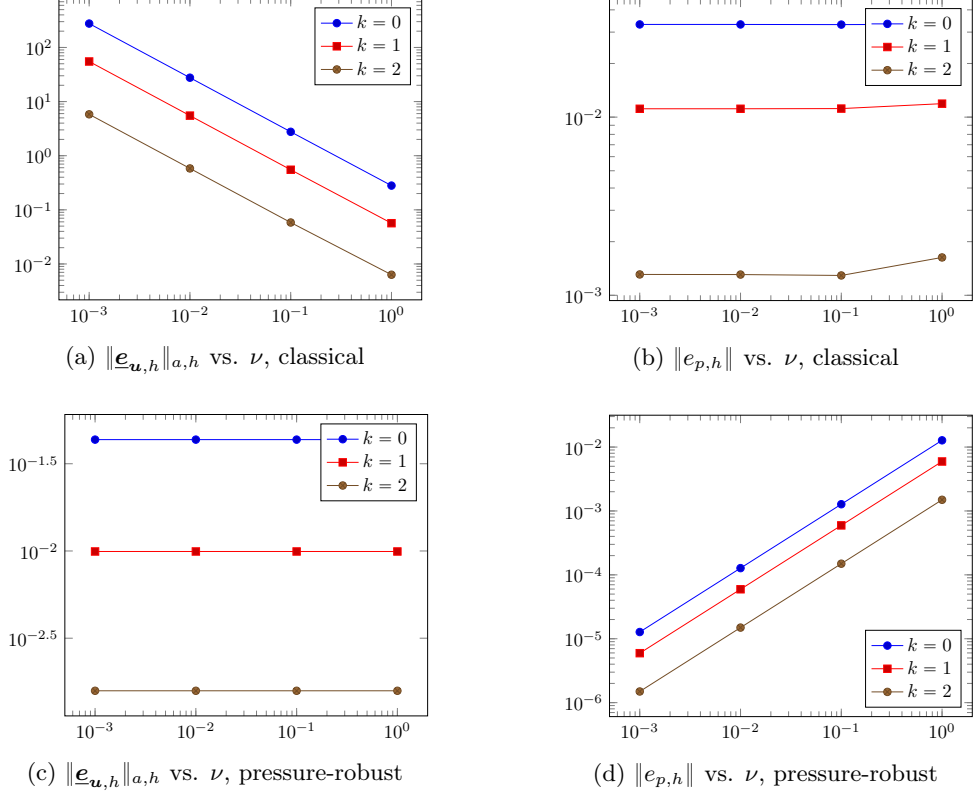 10^2
10^1
10^0
10^{-1}
10^{-2}
10^{-3} 10^{-2} 10^{-1} 10^0
k = 0
k = 1
k = 2
(a) ‖e_{u,h}‖_{a,h} vs. ν, classical
10^{-2}
10^{-3}
10^{-3} 10^{-2} 10^{-1} 10^0
k = 0
k = 1
k = 2
(b) ‖e_{p,h}‖ vs. ν, classical
10^{-1.5}
10^{-2}
10^{-2.5}
10^{-3} 10^{-2} 10^{-1} 10^0
k = 0
k = 1
k = 2
(c) ‖e_{u,h}‖_{a,h} vs. ν, pressure-robust
10^{-2}
10^{-3}
10^{-4}
10^{-5}
10^{-6}
10^{-3} 10^{-2} 10^{-1} 10^0
k = 0
k = 1
k = 2
(d) ‖e_{p,h}‖ vs. ν, pressure-robust